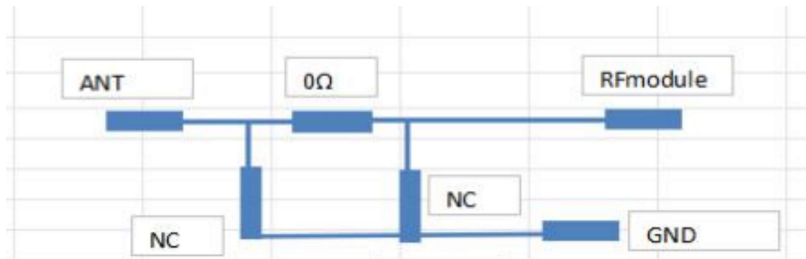 ANT
0Ω
RFmodule
NC
NC
GND